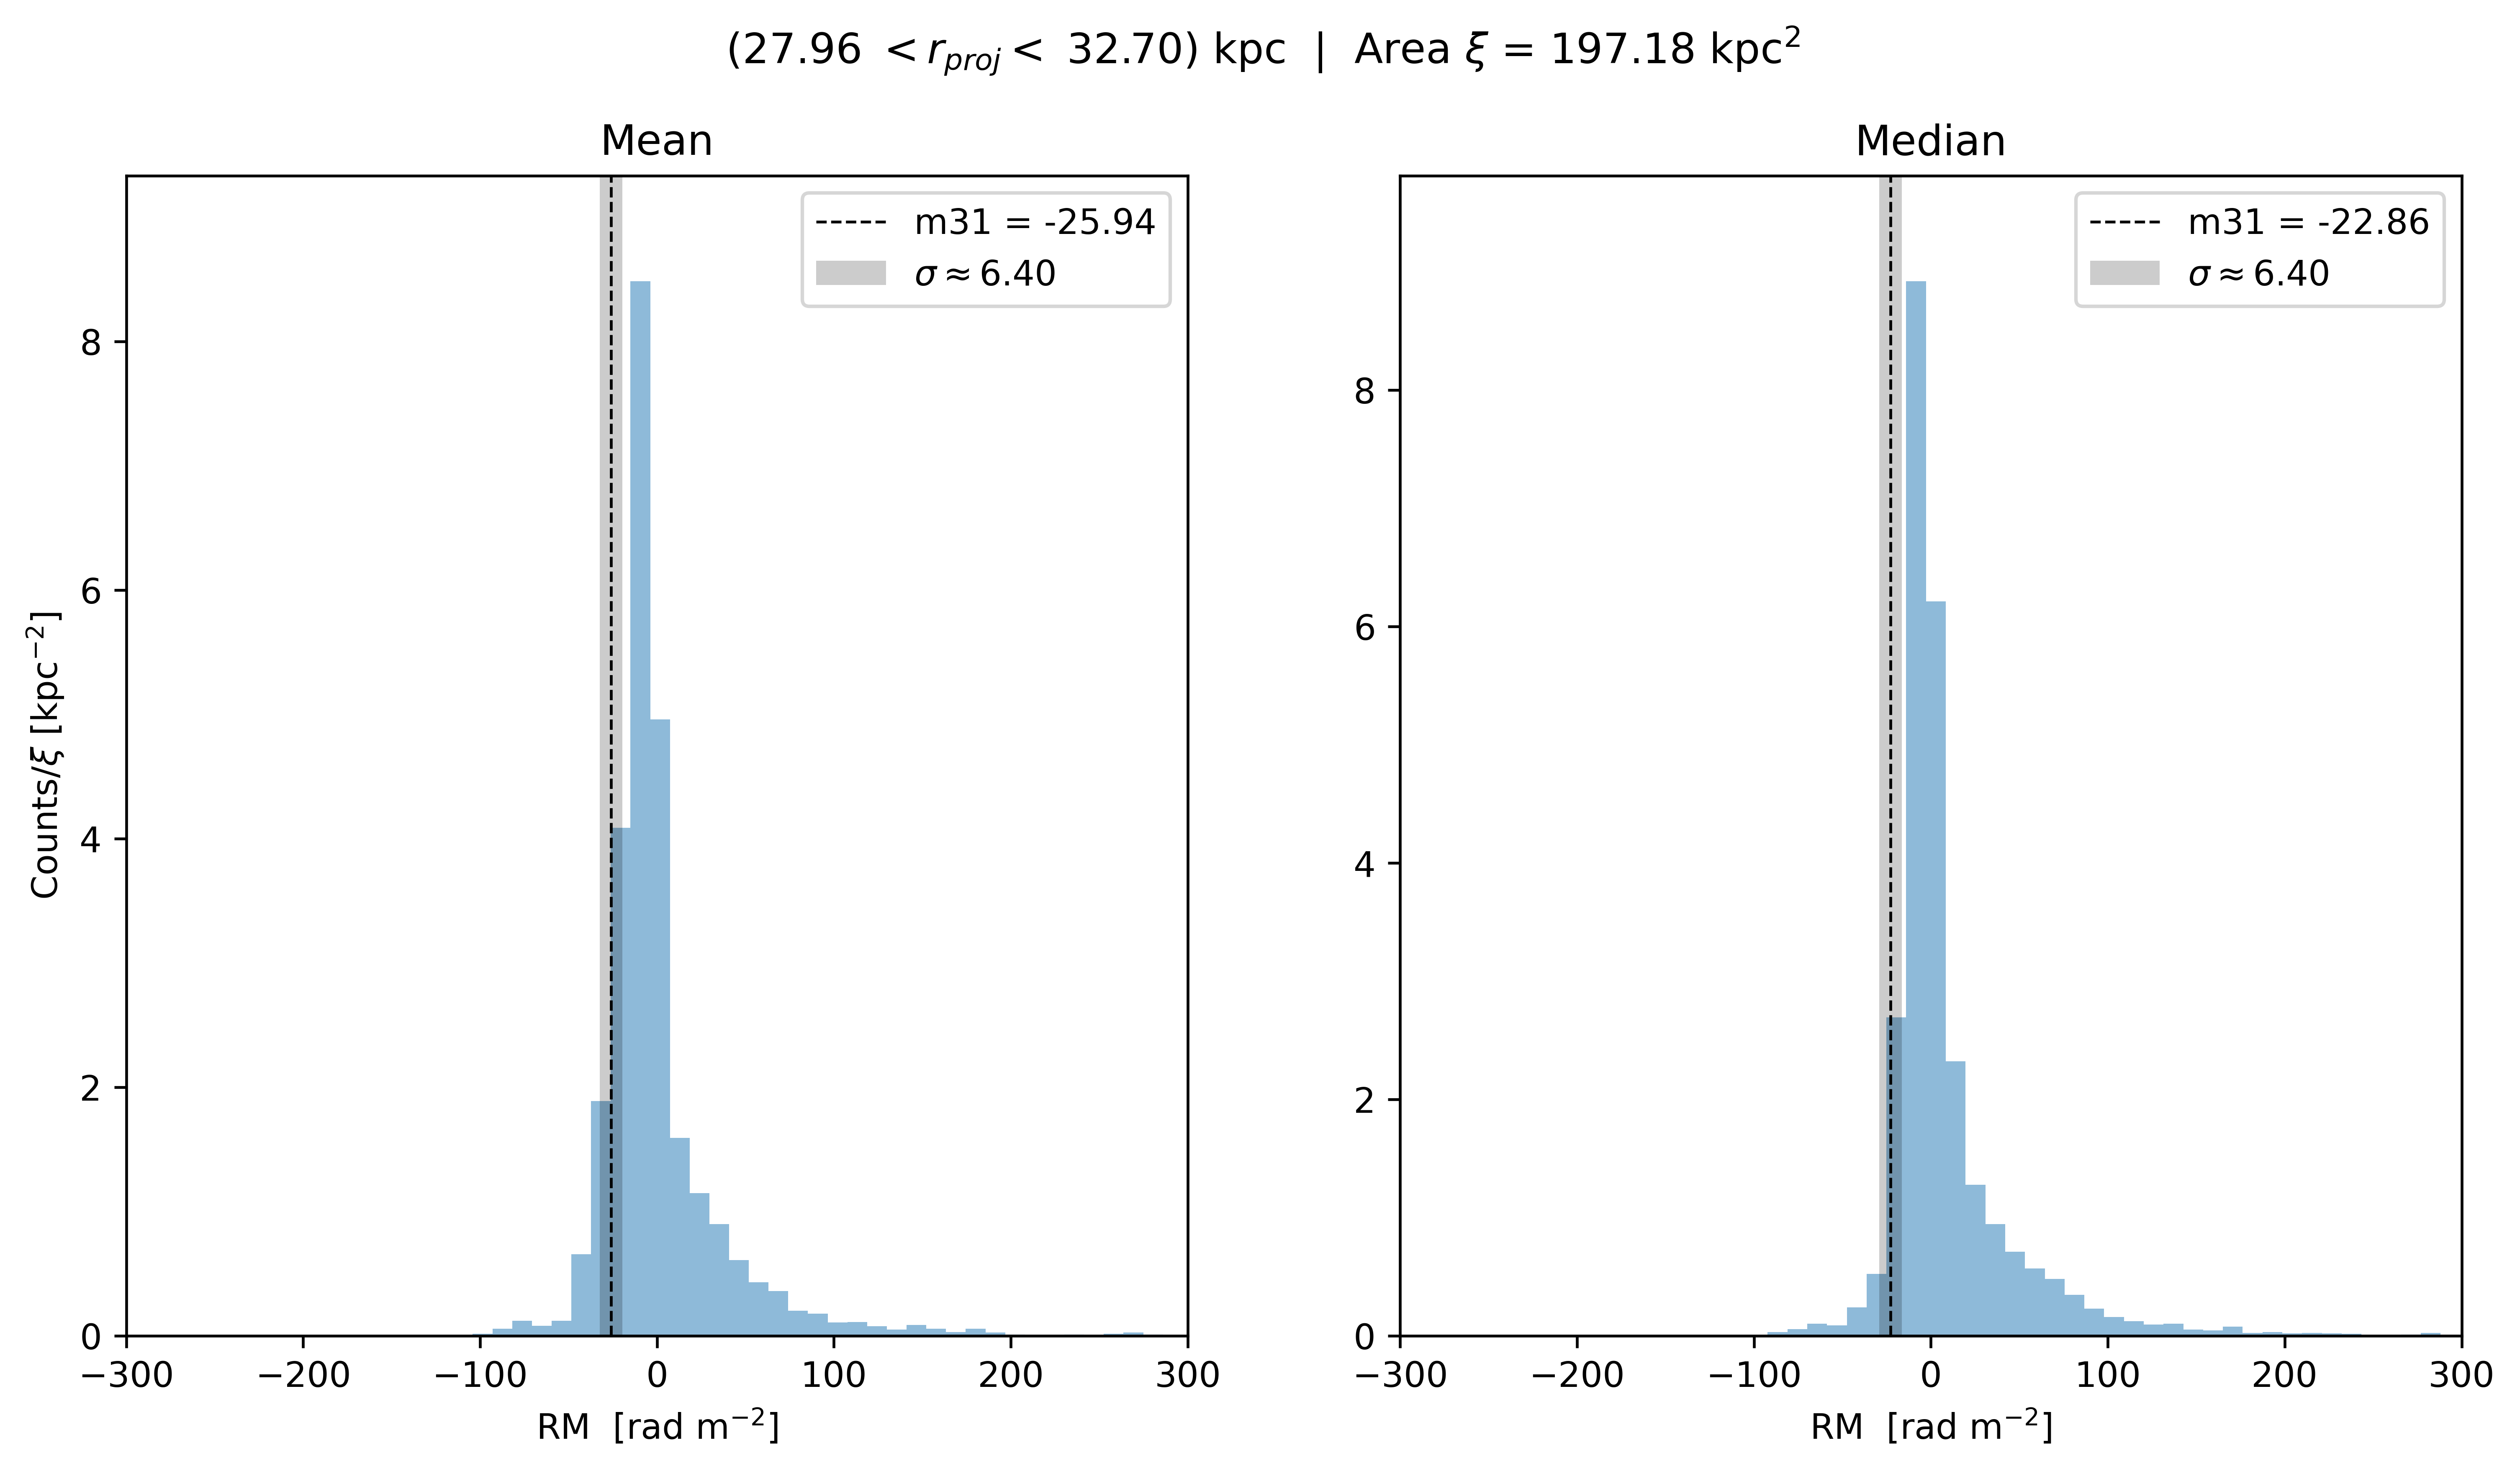 (27.96 < r_proj < 32.70) kpc | Area ξ = 197.18 kpc²
Mean
m31 = -25.94
σ ≈ 6.40
Counts/ξ [kpc⁻²]
8
6
4
2
0
−300 −200 −100 0 100 200 300
RM [rad m⁻²]
Median
m31 = -22.86
σ ≈ 6.40
8
6
4
2
0
−300 −200 −100 0 100 200 300
RM [rad m⁻²]